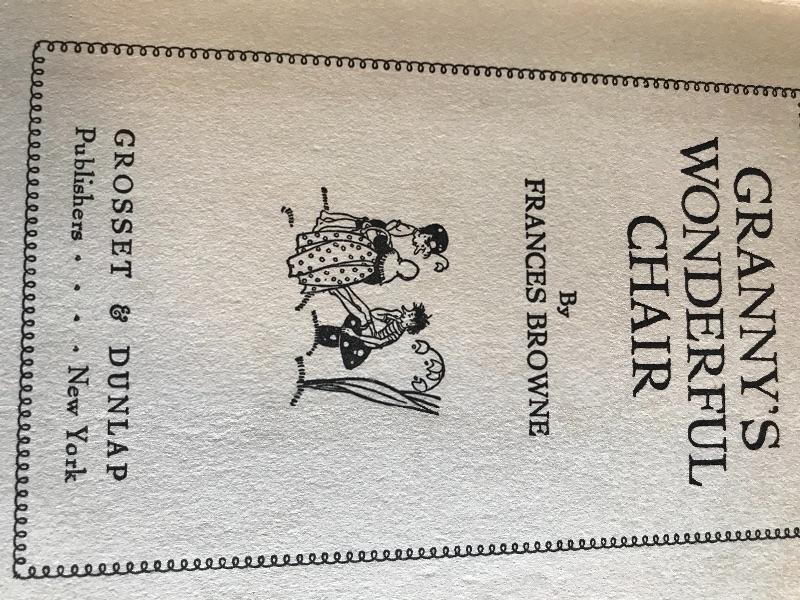 GRANNY'S
WONDERFUL
CHAIR
By
FRANCES BROWNE
GROSSET & DUNLAP
Publishers . . . . New York